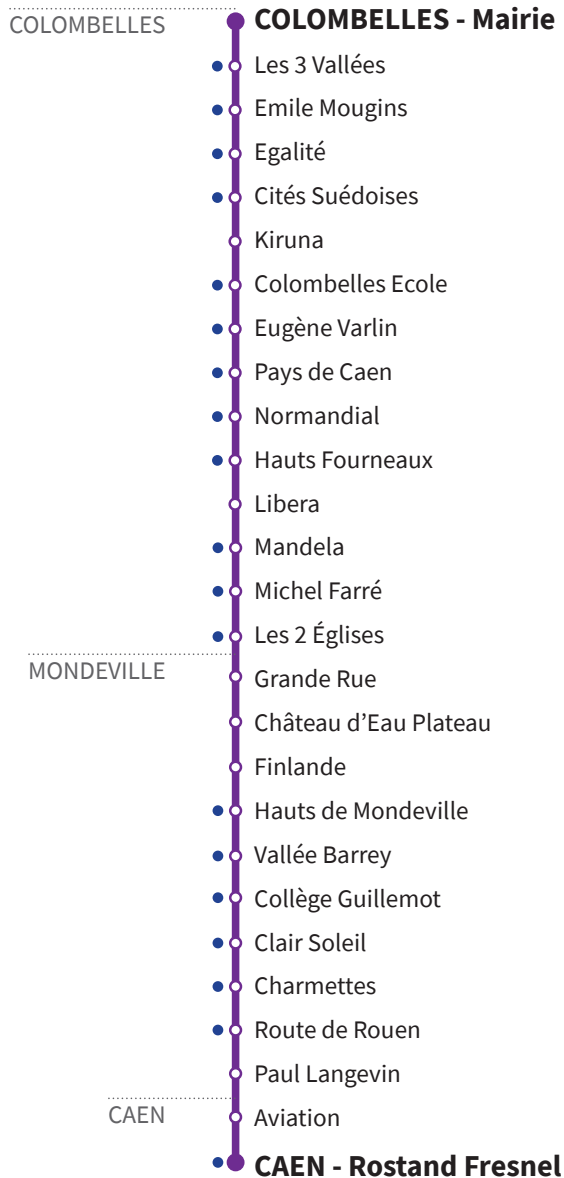 COLOMBELLES
COLOMBELLES - Mairie
Les 3 Vallées
Emile Mougins
Egalité
Cités Suédoises
Kiruna
Colombelles Ecole
Eugène Varlin
Pays de Caen
Normandial
Hauts Fourneaux
Libera
Mandela
Michel Farré
Les 2 Églises
MONDEVILLE
Grande Rue
Château d’Eau Plateau
Finlande
Hauts de Mondeville
Vallée Barrey
Collège Guillemot
Clair Soleil
Charmettes
Route de Rouen
Paul Langevin
CAEN
Aviation
CAEN - Rostand Fresnel